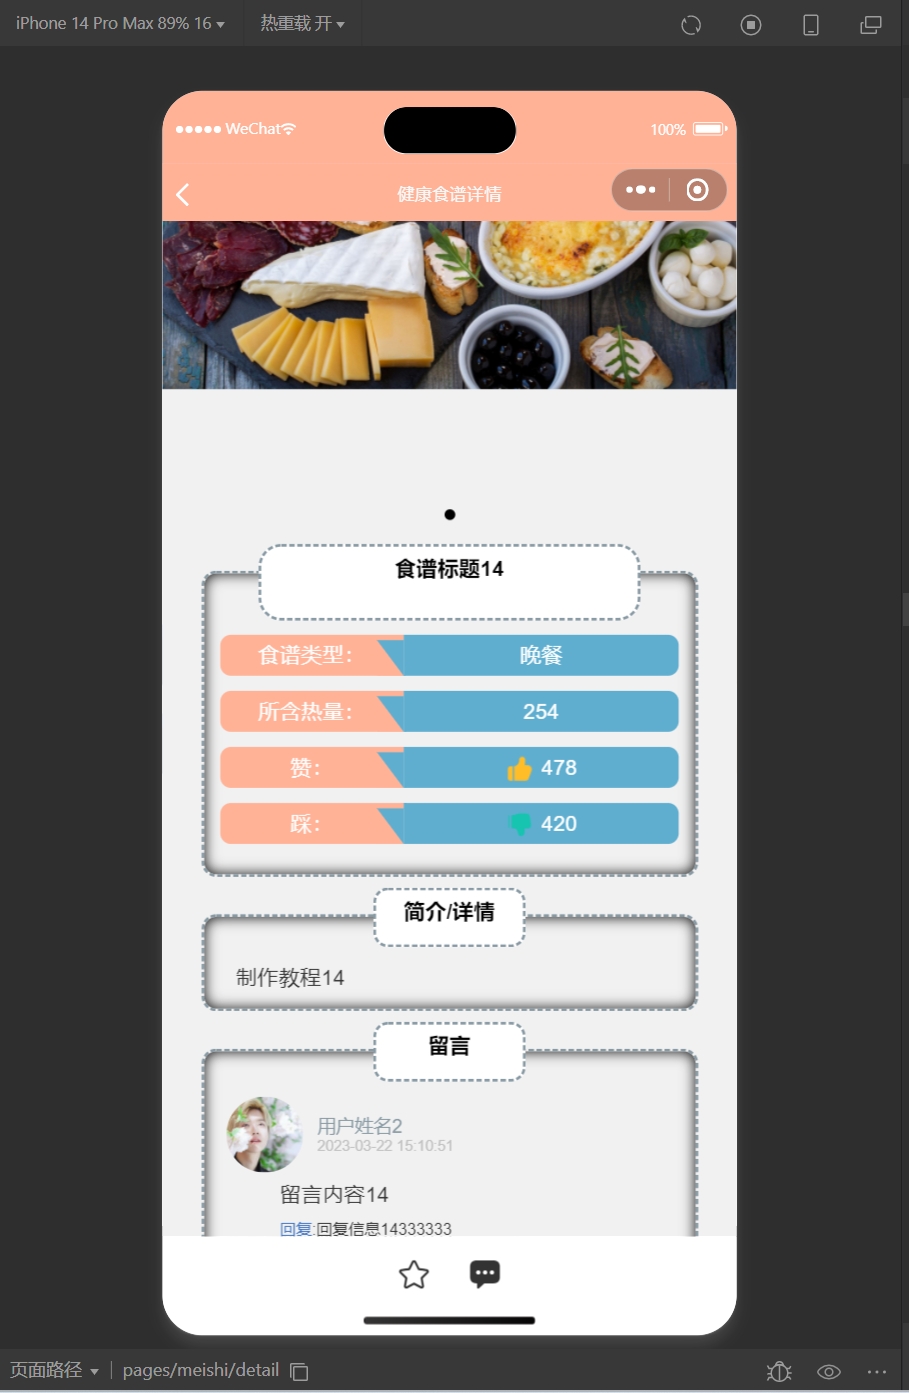 iPhone 14 Pro Max 89% 16
热重载 开
WeChat
100%
健康食谱详情
食谱标题14
食谱类型:
晚餐
所含热量:
254
赞:
478
踩:
420
简介/详情
制作教程14
留言
用户姓名2
2023-03-22 15:10:51
留言内容14
回复:回复信息14333333
页面路径
pages/meishi/detail